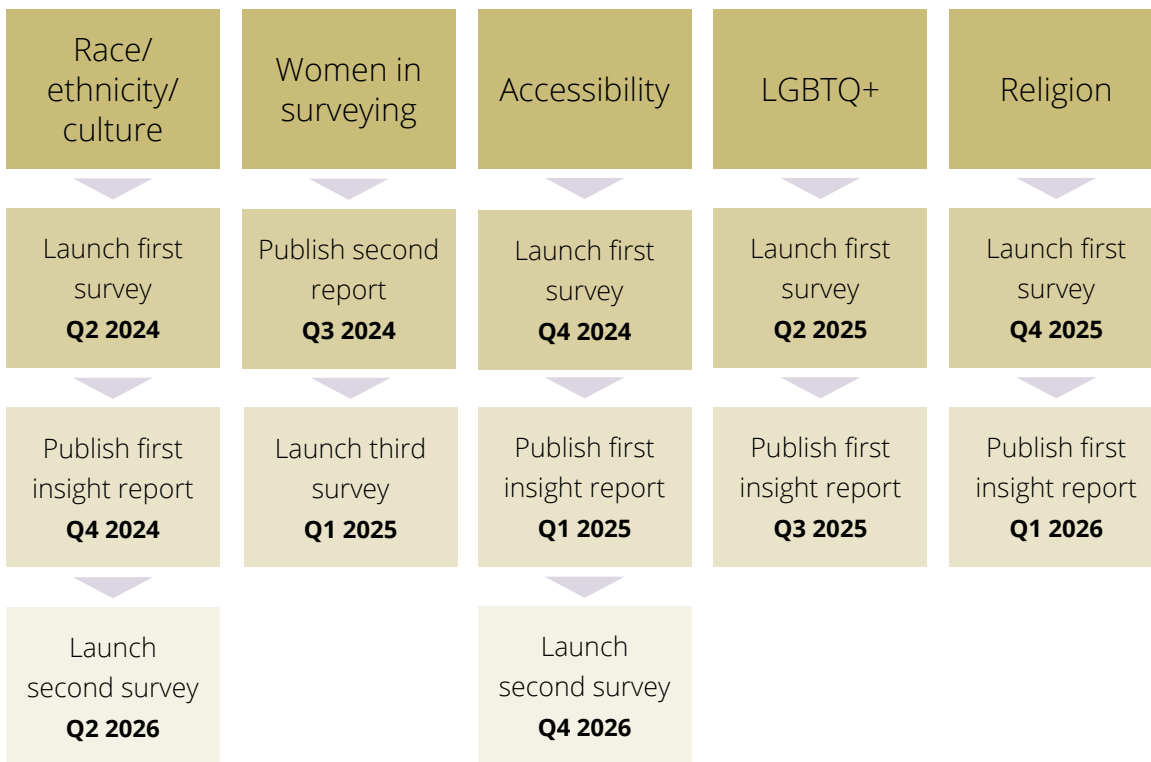 Race/
ethnicity/
culture
Launch first
survey
Q2 2024
Publish first
insight report
Q4 2024
Launch
second survey
Q2 2026
Women in
surveying
Publish second
report
Q3 2024
Launch third
survey
Q1 2025
Accessibility
Launch first
survey
Q4 2024
Publish first
insight report
Q1 2025
Launch
second survey
Q4 2026
LGBTQ+
Launch first
survey
Q2 2025
Publish first
insight report
Q3 2025
Religion
Launch first
survey
Q4 2025
Publish first
insight report
Q1 2026